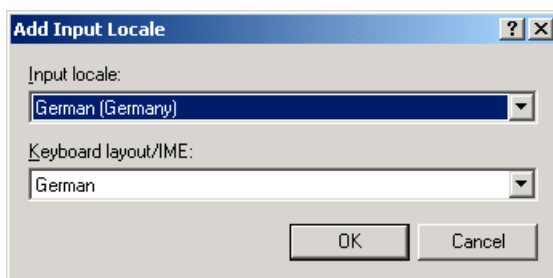 Add Input Locale
Input locale:
German (Germany)
Keyboard layout/IME:
German
OK Cancel